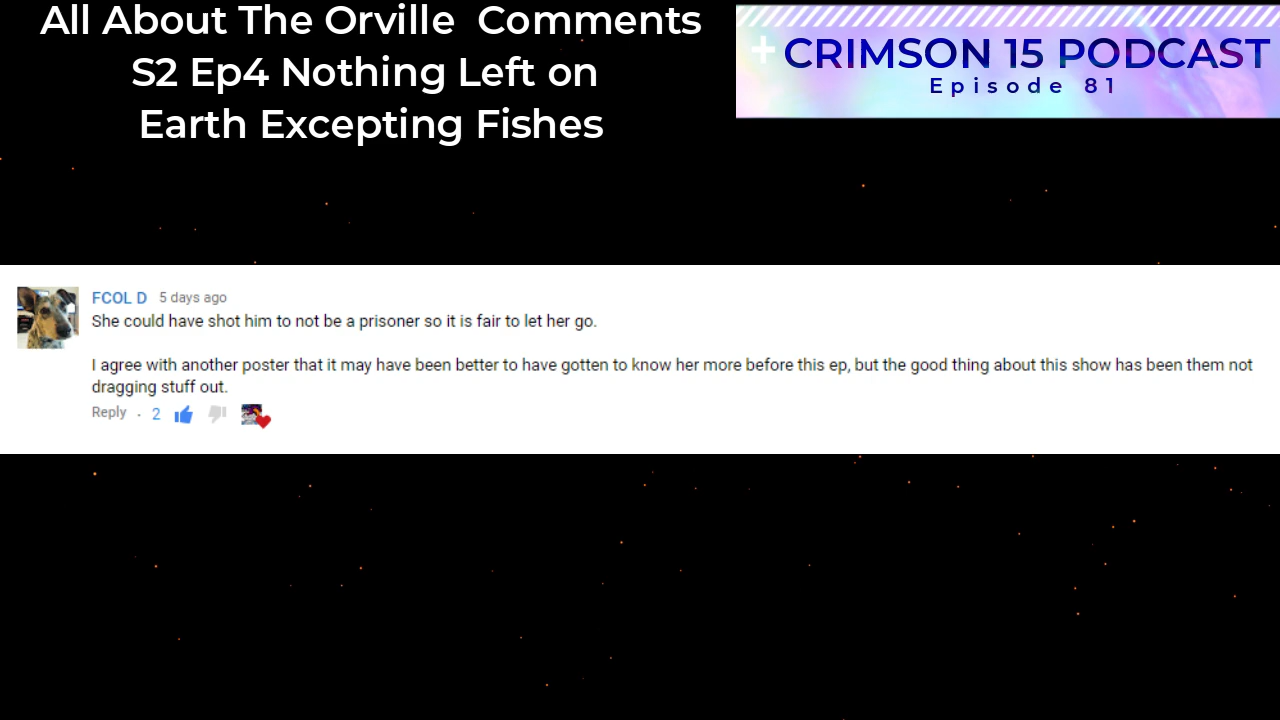 All About The Orville Comments
S2 Ep4 Nothing Left on
Earth Excepting Fishes
+ CRIMSON 15 PODCAST
Episode 81
FCOL D 5 days ago
She could have shot him to not be a prisoner so it is fair to let her go.
I agree with another poster that it may have been better to have gotten to know her more before this ep, but the good thing about this show has been them not
dragging stuff out.
Reply · 2